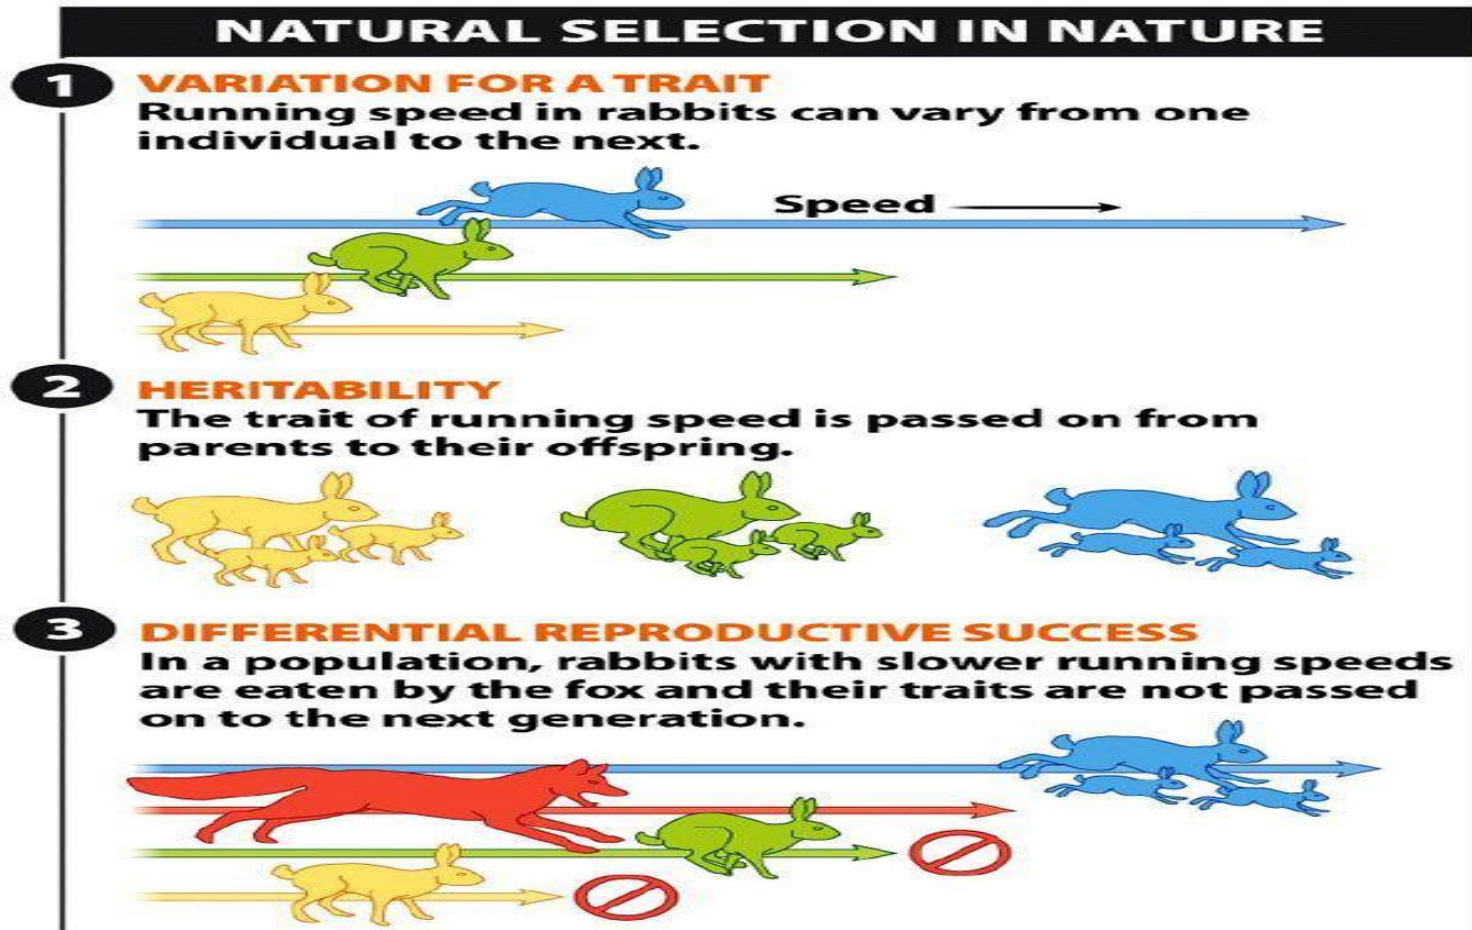 NATURAL SELECTION IN NATURE
1
VARIATION FOR A TRAIT
Running speed in rabbits can vary from one
individual to the next.
Speed
2
HERITABILITY
The trait of running speed is passed on from
parents to their offspring.
3
DIFFERENTIAL REPRODUCTIVE SUCCESS
In a population, rabbits with slower running speeds
are eaten by the fox and their traits are not passed
on to the next generation.